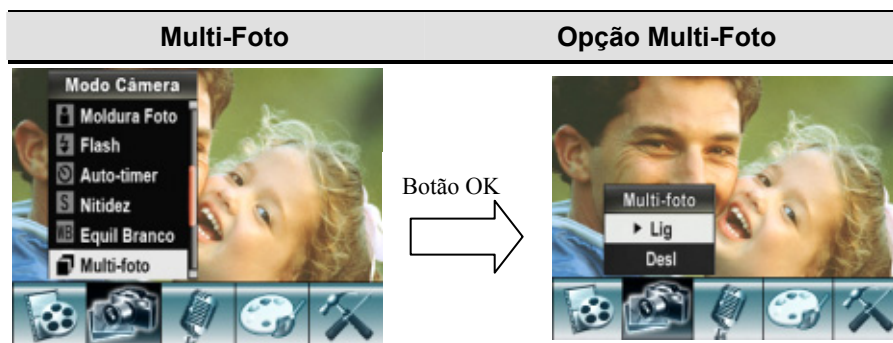 Multi-Foto Opção Multi-Foto
Modo Câmera
Moldura Foto
Flash
Auto-timer
S Nitidez
WB Equil Branco
Multi-foto
Botão OK
Multi-foto
Lig
Desl